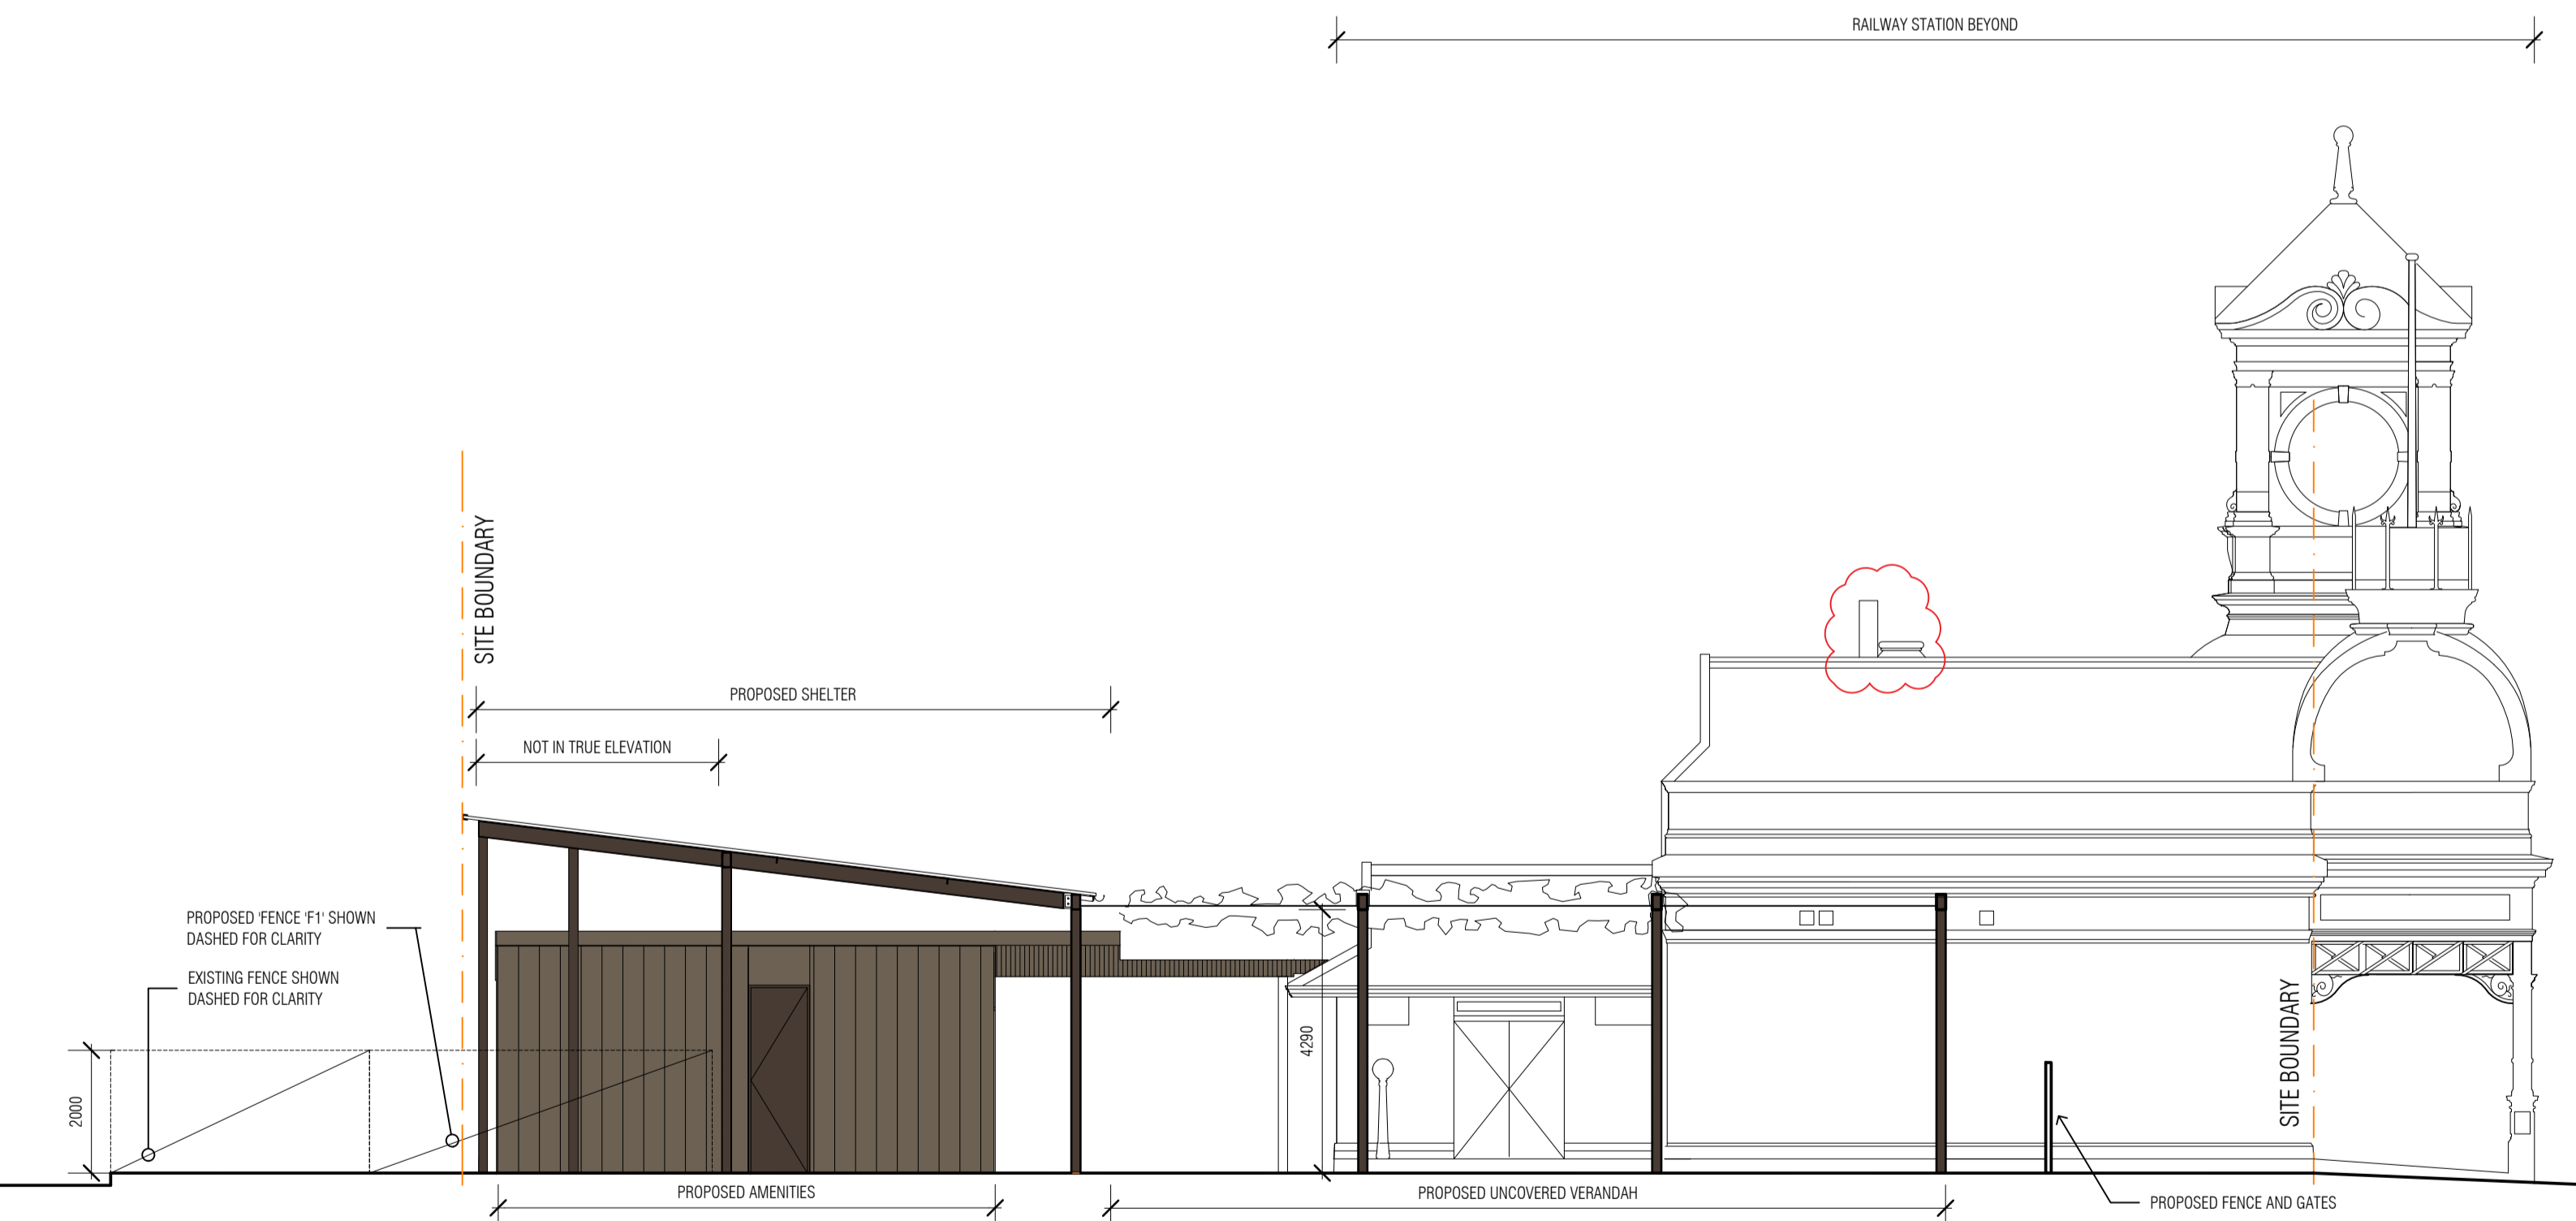 RAILWAY STATION BEYOND
SITE BOUNDARY
PROPOSED SHELTER
NOT IN TRUE ELEVATION
PROPOSED 'FENCE 'F1' SHOWN
DASHED FOR CLARITY
EXISTING FENCE SHOWN
DASHED FOR CLARITY
2000
4290
SITE BOUNDARY
PROPOSED AMENITIES
PROPOSED UNCOVERED VERANDAH
PROPOSED FENCE AND GATES